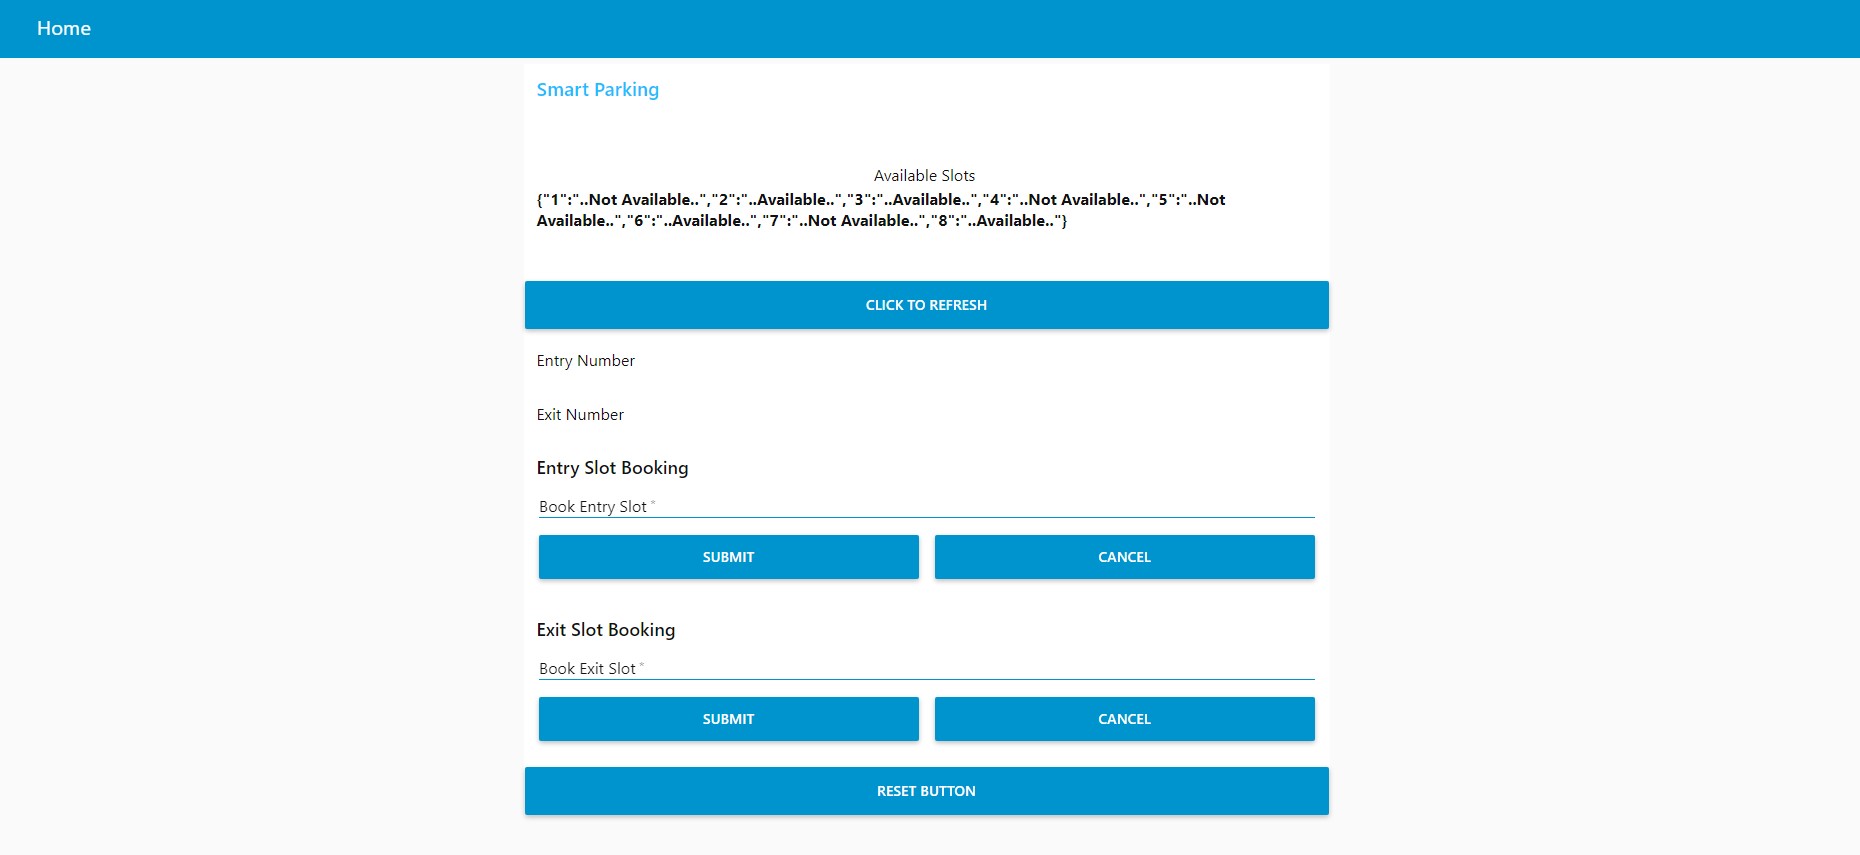 Home
Smart Parking
Available Slots
{"1":"..Not Available..","2":"..Available..","3":"..Available..","4":"..Not Available..","5":"..Not
Available..","6":"..Available..","7":"..Not Available..","8":"..Available.."}
CLICK TO REFRESH
Entry Number
Exit Number
Entry Slot Booking
Book Entry Slot *
SUBMIT CANCEL
Exit Slot Booking
Book Exit Slot *
SUBMIT CANCEL
RESET BUTTON